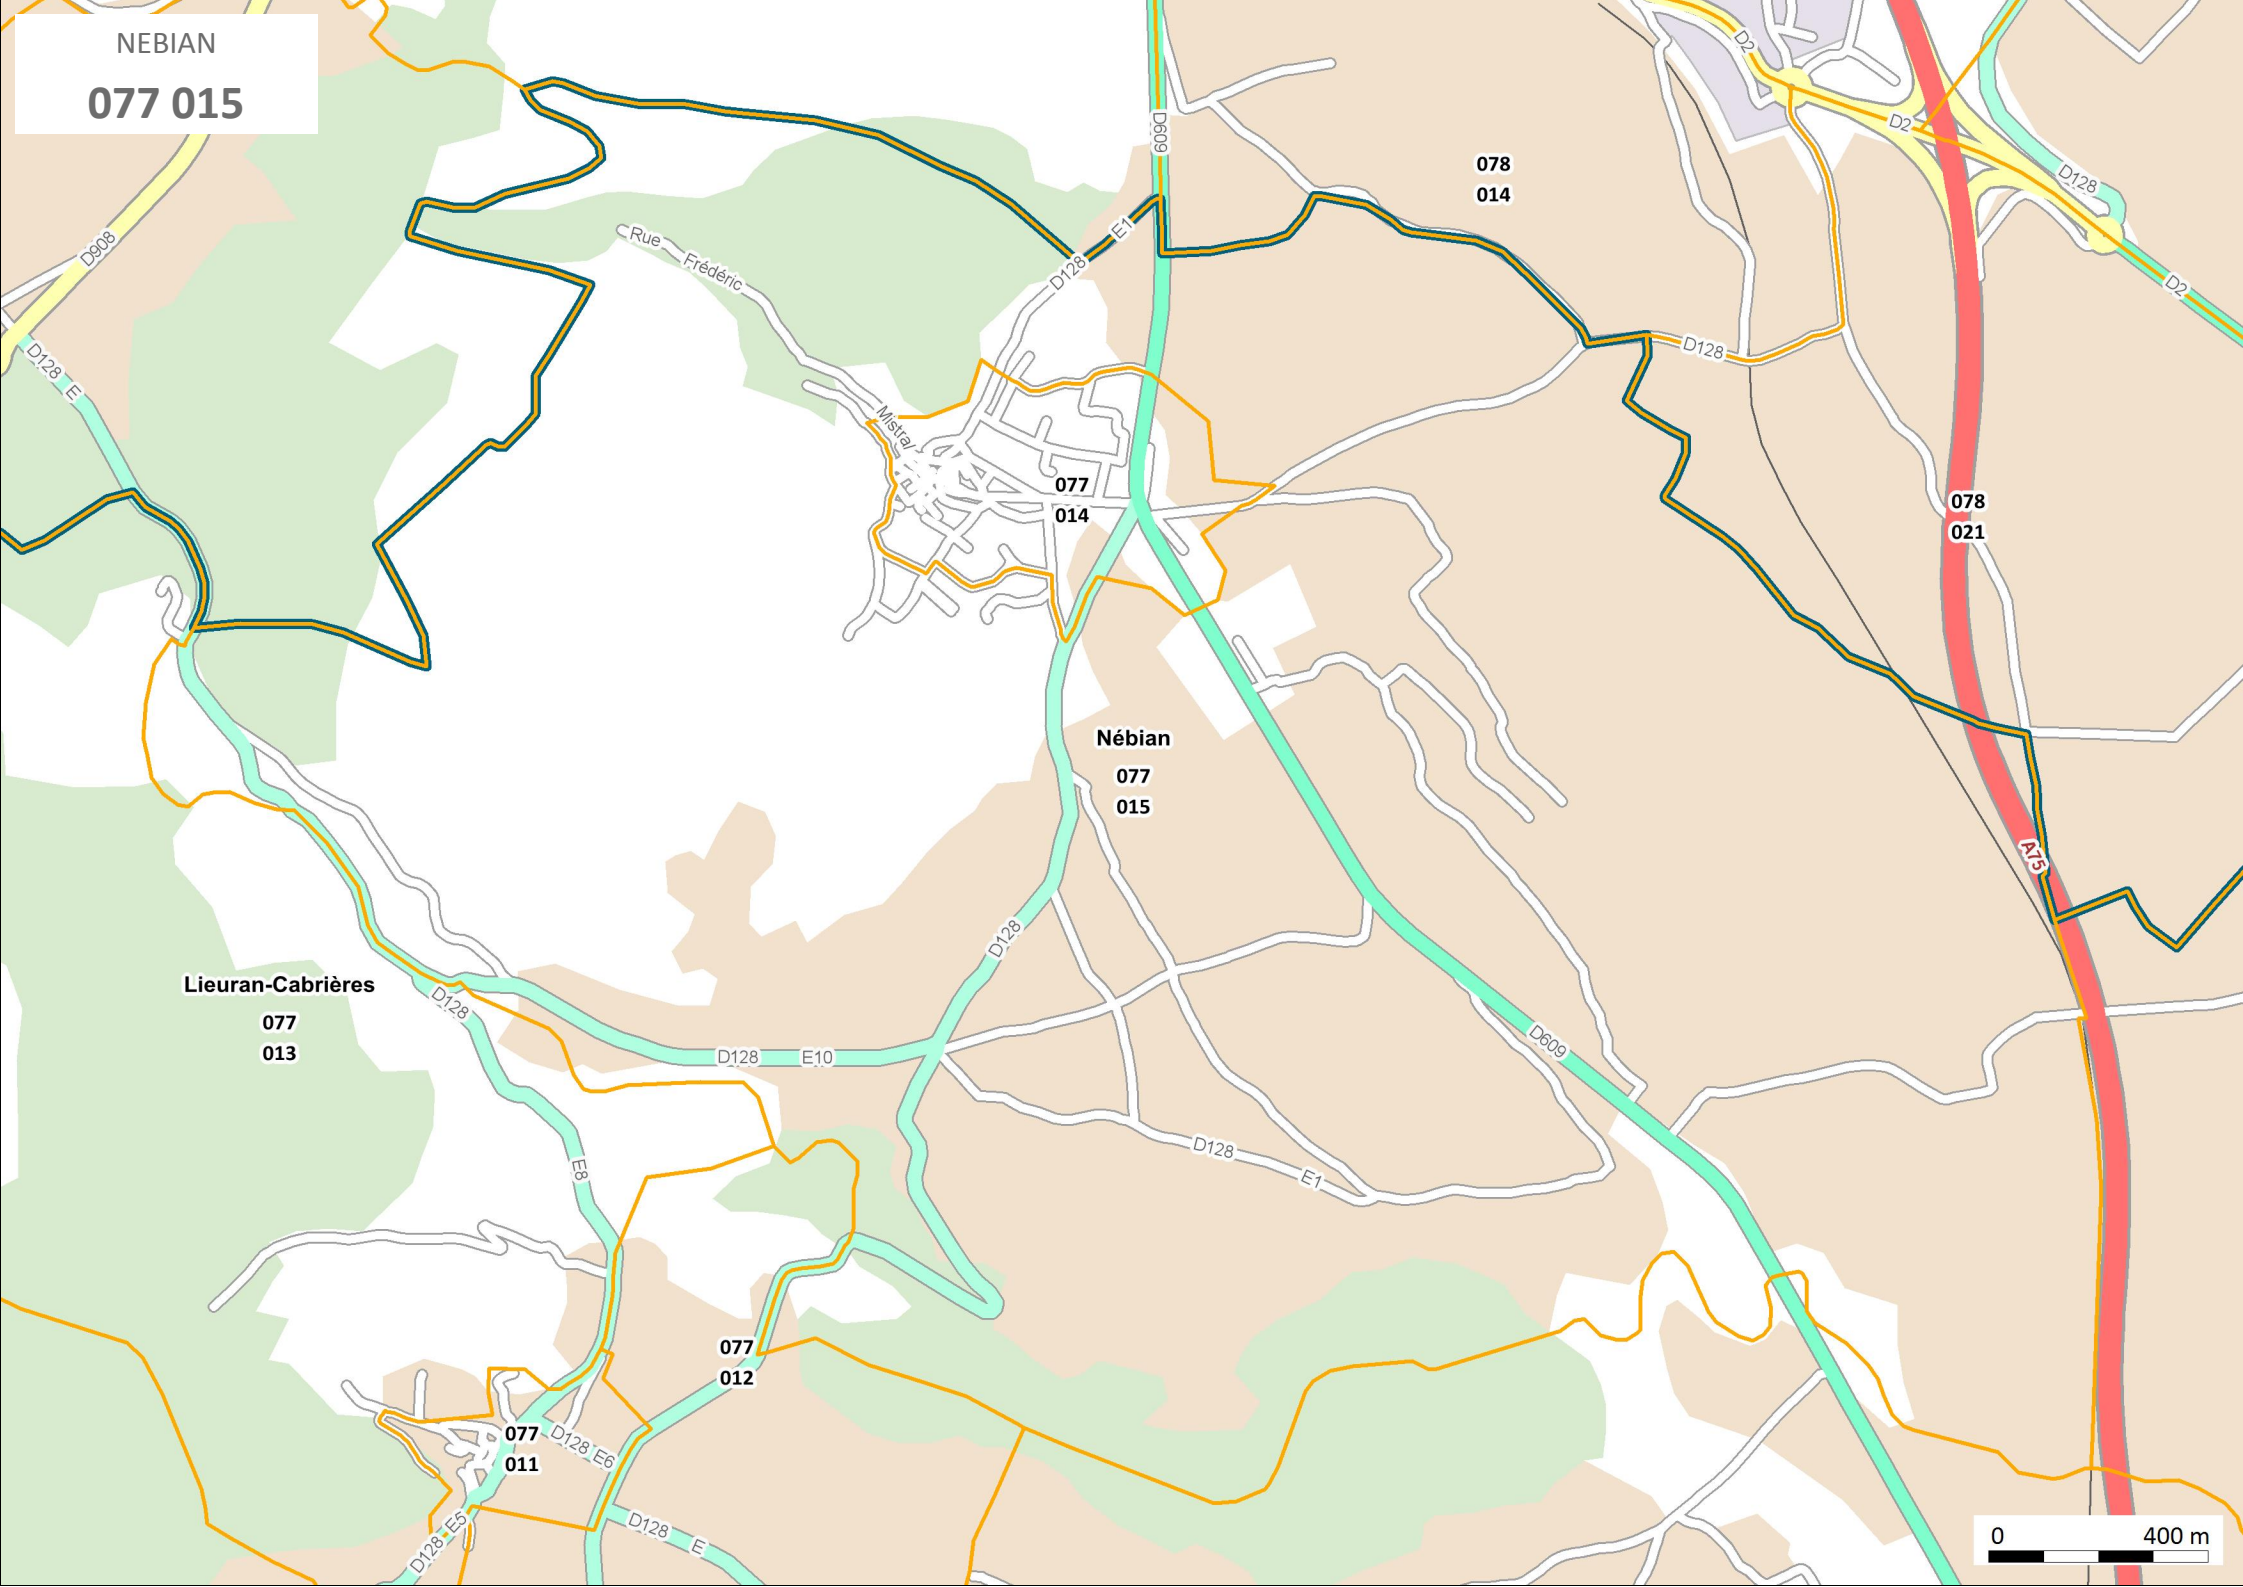 NEBIAN
077 015
D2
D609
D2
078
014
D128
E1
D908
Rue
Frédéric
D128
D2
D128
D128 E
Mistral
077
014
078
021
Nébian
077
015
A75
D128
Lieuran-Cabrières
077
013
D128
D128 E10
D609
D128
E1
E8
077
012
077
011
D128 E6
D128 E5
D128 E
0 400 m